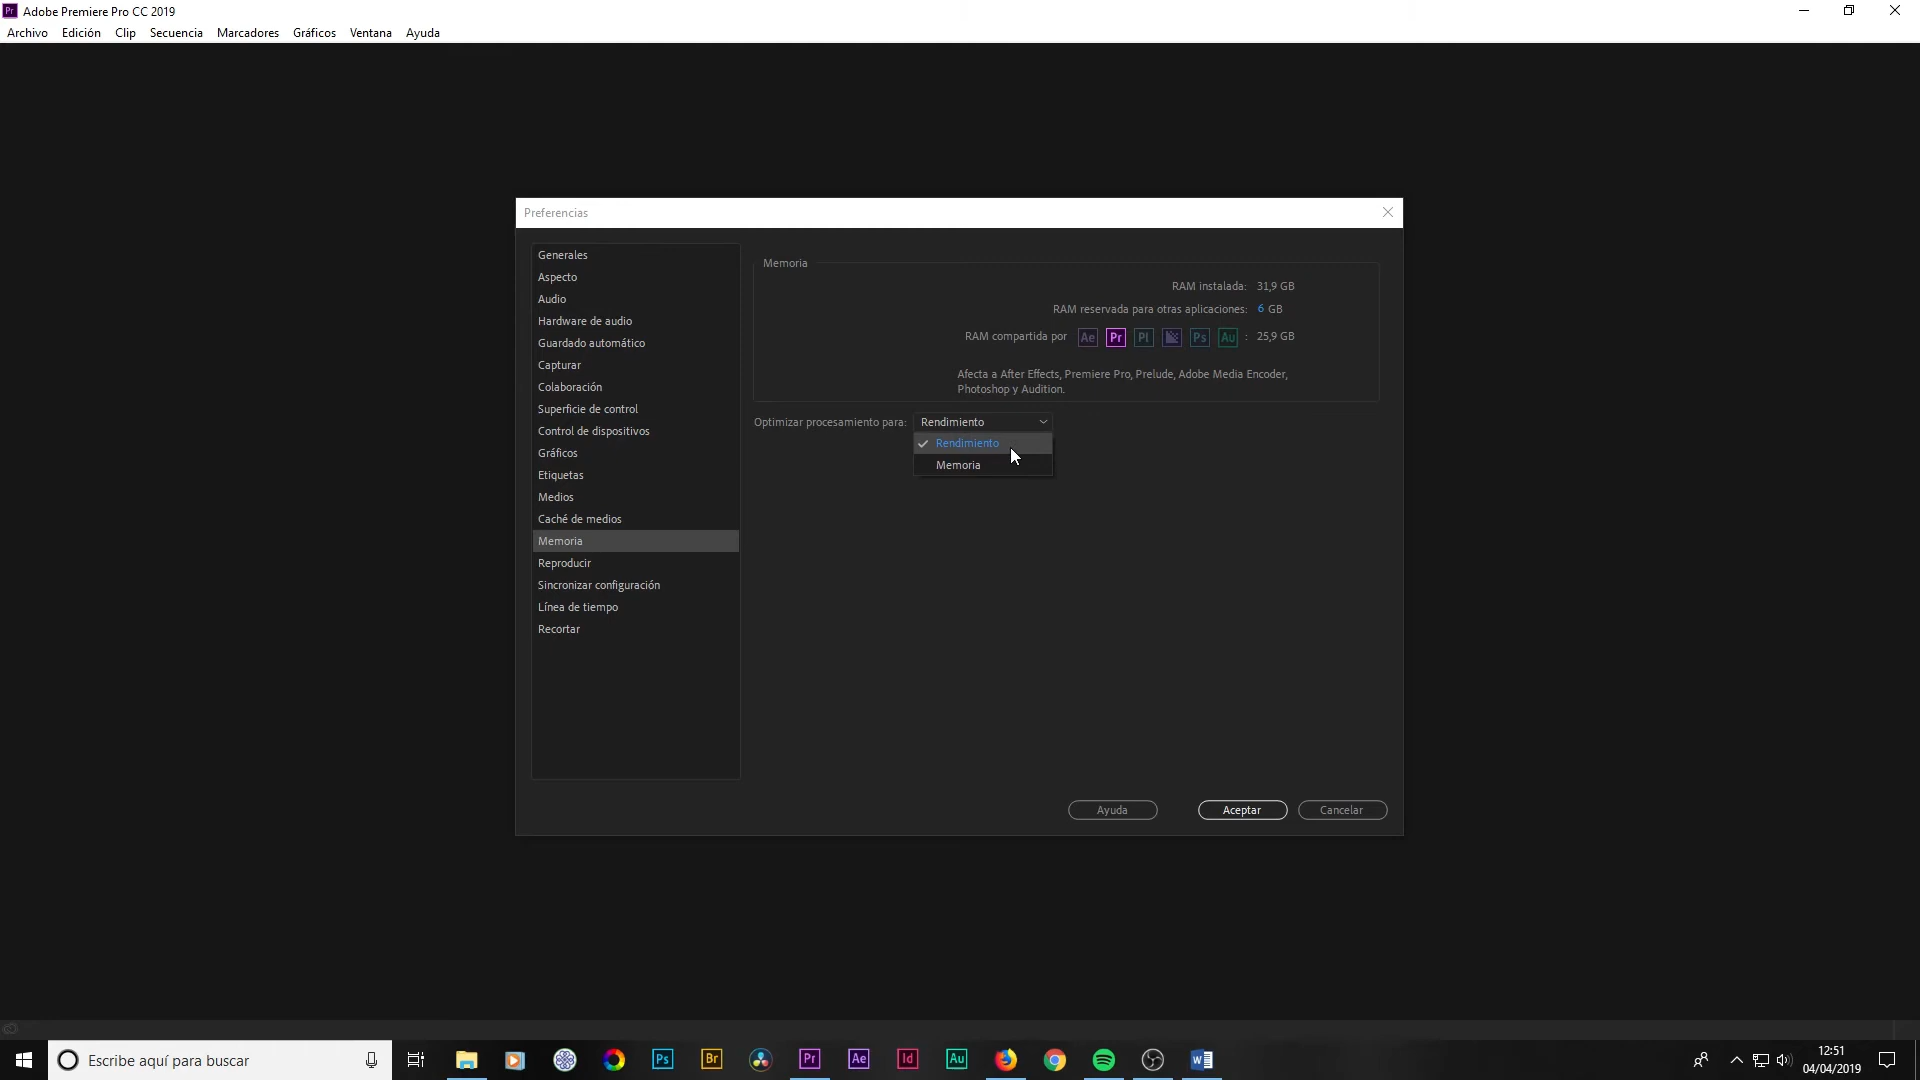 Pr Adobe Premiere Pro CC 2019
Archivo Edición Clip Secuencia Marcadores Gráficos Ventana Ayuda
Preferencias
Generales
Aspecto
Audio
Hardware de audio
Guardado automático
Capturar
Colaboración
Superficie de control
Control de dispositivos
Gráficos
Etiquetas
Medios
Caché de medios
Memoria
Reproducir
Sincronizar configuración
Línea de tiempo
Recortar
Memoria
RAM instalada: 31,9 GB
RAM reservada para otras aplicaciones: 6 GB
RAM compartida por Ae Pr Pl Ps Au : 25,9 GB
Afecta a After Effects, Premiere Pro, Prelude, Adobe Media Encoder,
Photoshop y Audition.
Optimizar procesamiento para: Rendimiento
Rendimiento
Memoria
Ayuda Aceptar Cancelar
Escribe aquí para buscar
Ps Br Pr Ae Id Au W
12:51
04/04/2019